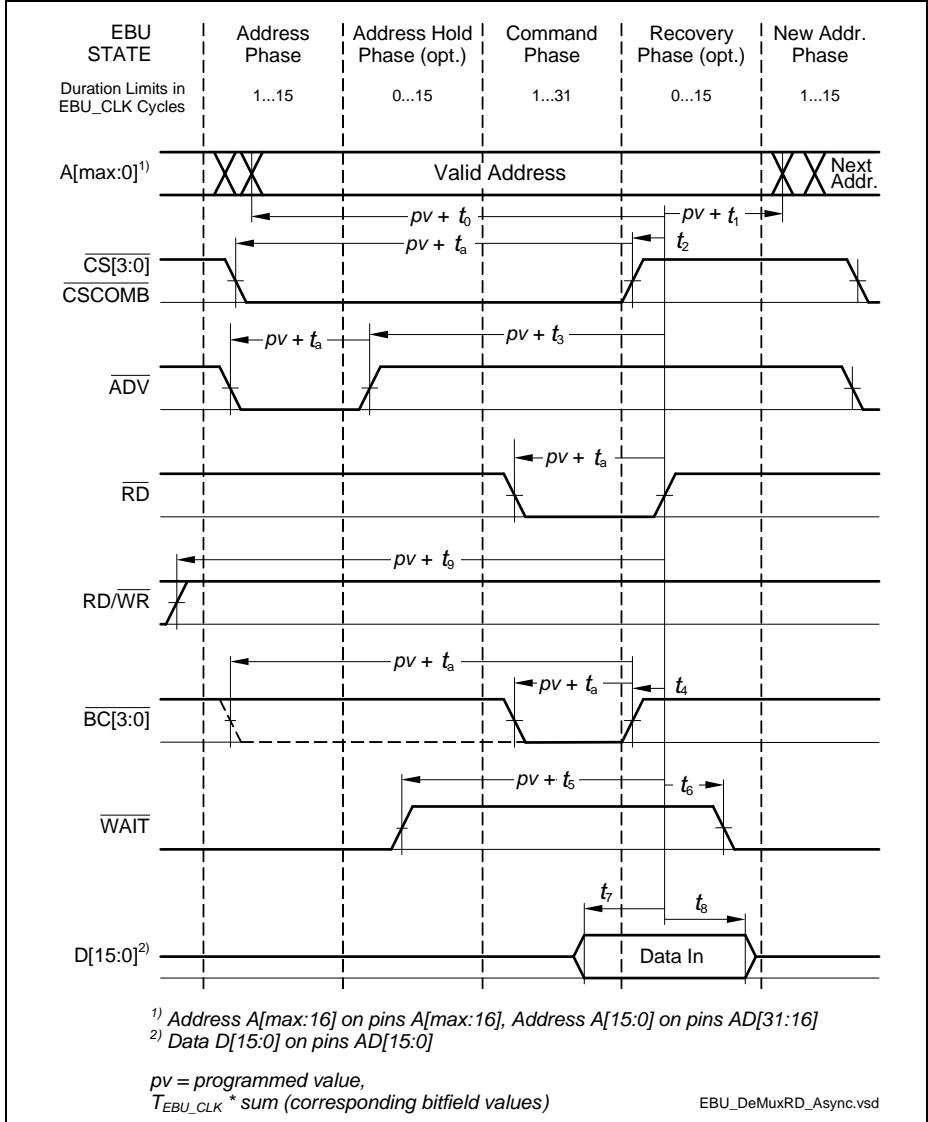 EBU STATE
Address Phase
Address Hold Phase (opt.)
Command Phase
Recovery Phase (opt.)
New Addr. Phase
Duration Limits in EBU_CLK Cycles
1...15
0...15
1...31
0...15
1...15
A[max:0]1)
Valid Address
Next Addr.
pv + t0
pv + t1
pv + ta
t2
CS[3:0]
CSCOMB
pv + ta
pv + t3
ADV
pv + ta
RD
pv + t9
RD/WR
pv + ta
pv + ta
t4
BC[3:0]
pv + t5
t6
WAIT
t7
t8
D[15:0]2)
Data In
1) Address A[max:16] on pins A[max:16], Address A[15:0] on pins AD[31:16]
2) Data D[15:0] on pins AD[15:0]
pv = programmed value,
TEBU_CLK * sum (corresponding bitfield values)
EBU_DeMuxRD_Async.vsd